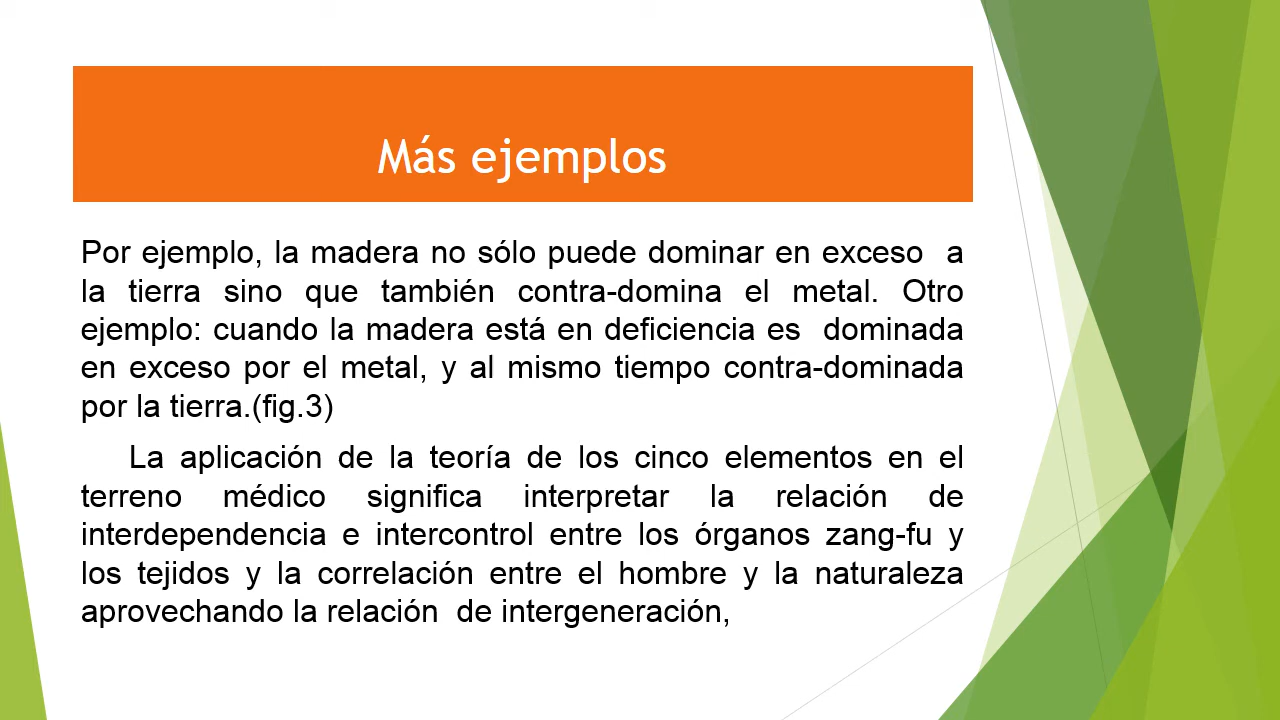 Más ejemplos
Por ejemplo, la madera no sólo puede dominar en exceso a
la tierra sino que también contra-domina el metal. Otro
ejemplo: cuando la madera está en deficiencia es dominada
en exceso por el metal, y al mismo tiempo contra-dominada
por la tierra.(fig.3)
La aplicación de la teoría de los cinco elementos en el
terreno médico significa interpretar la relación de
interdependencia e intercontrol entre los órganos zang-fu y
los tejidos y la correlación entre el hombre y la naturaleza
aprovechando la relación de intergeneración,